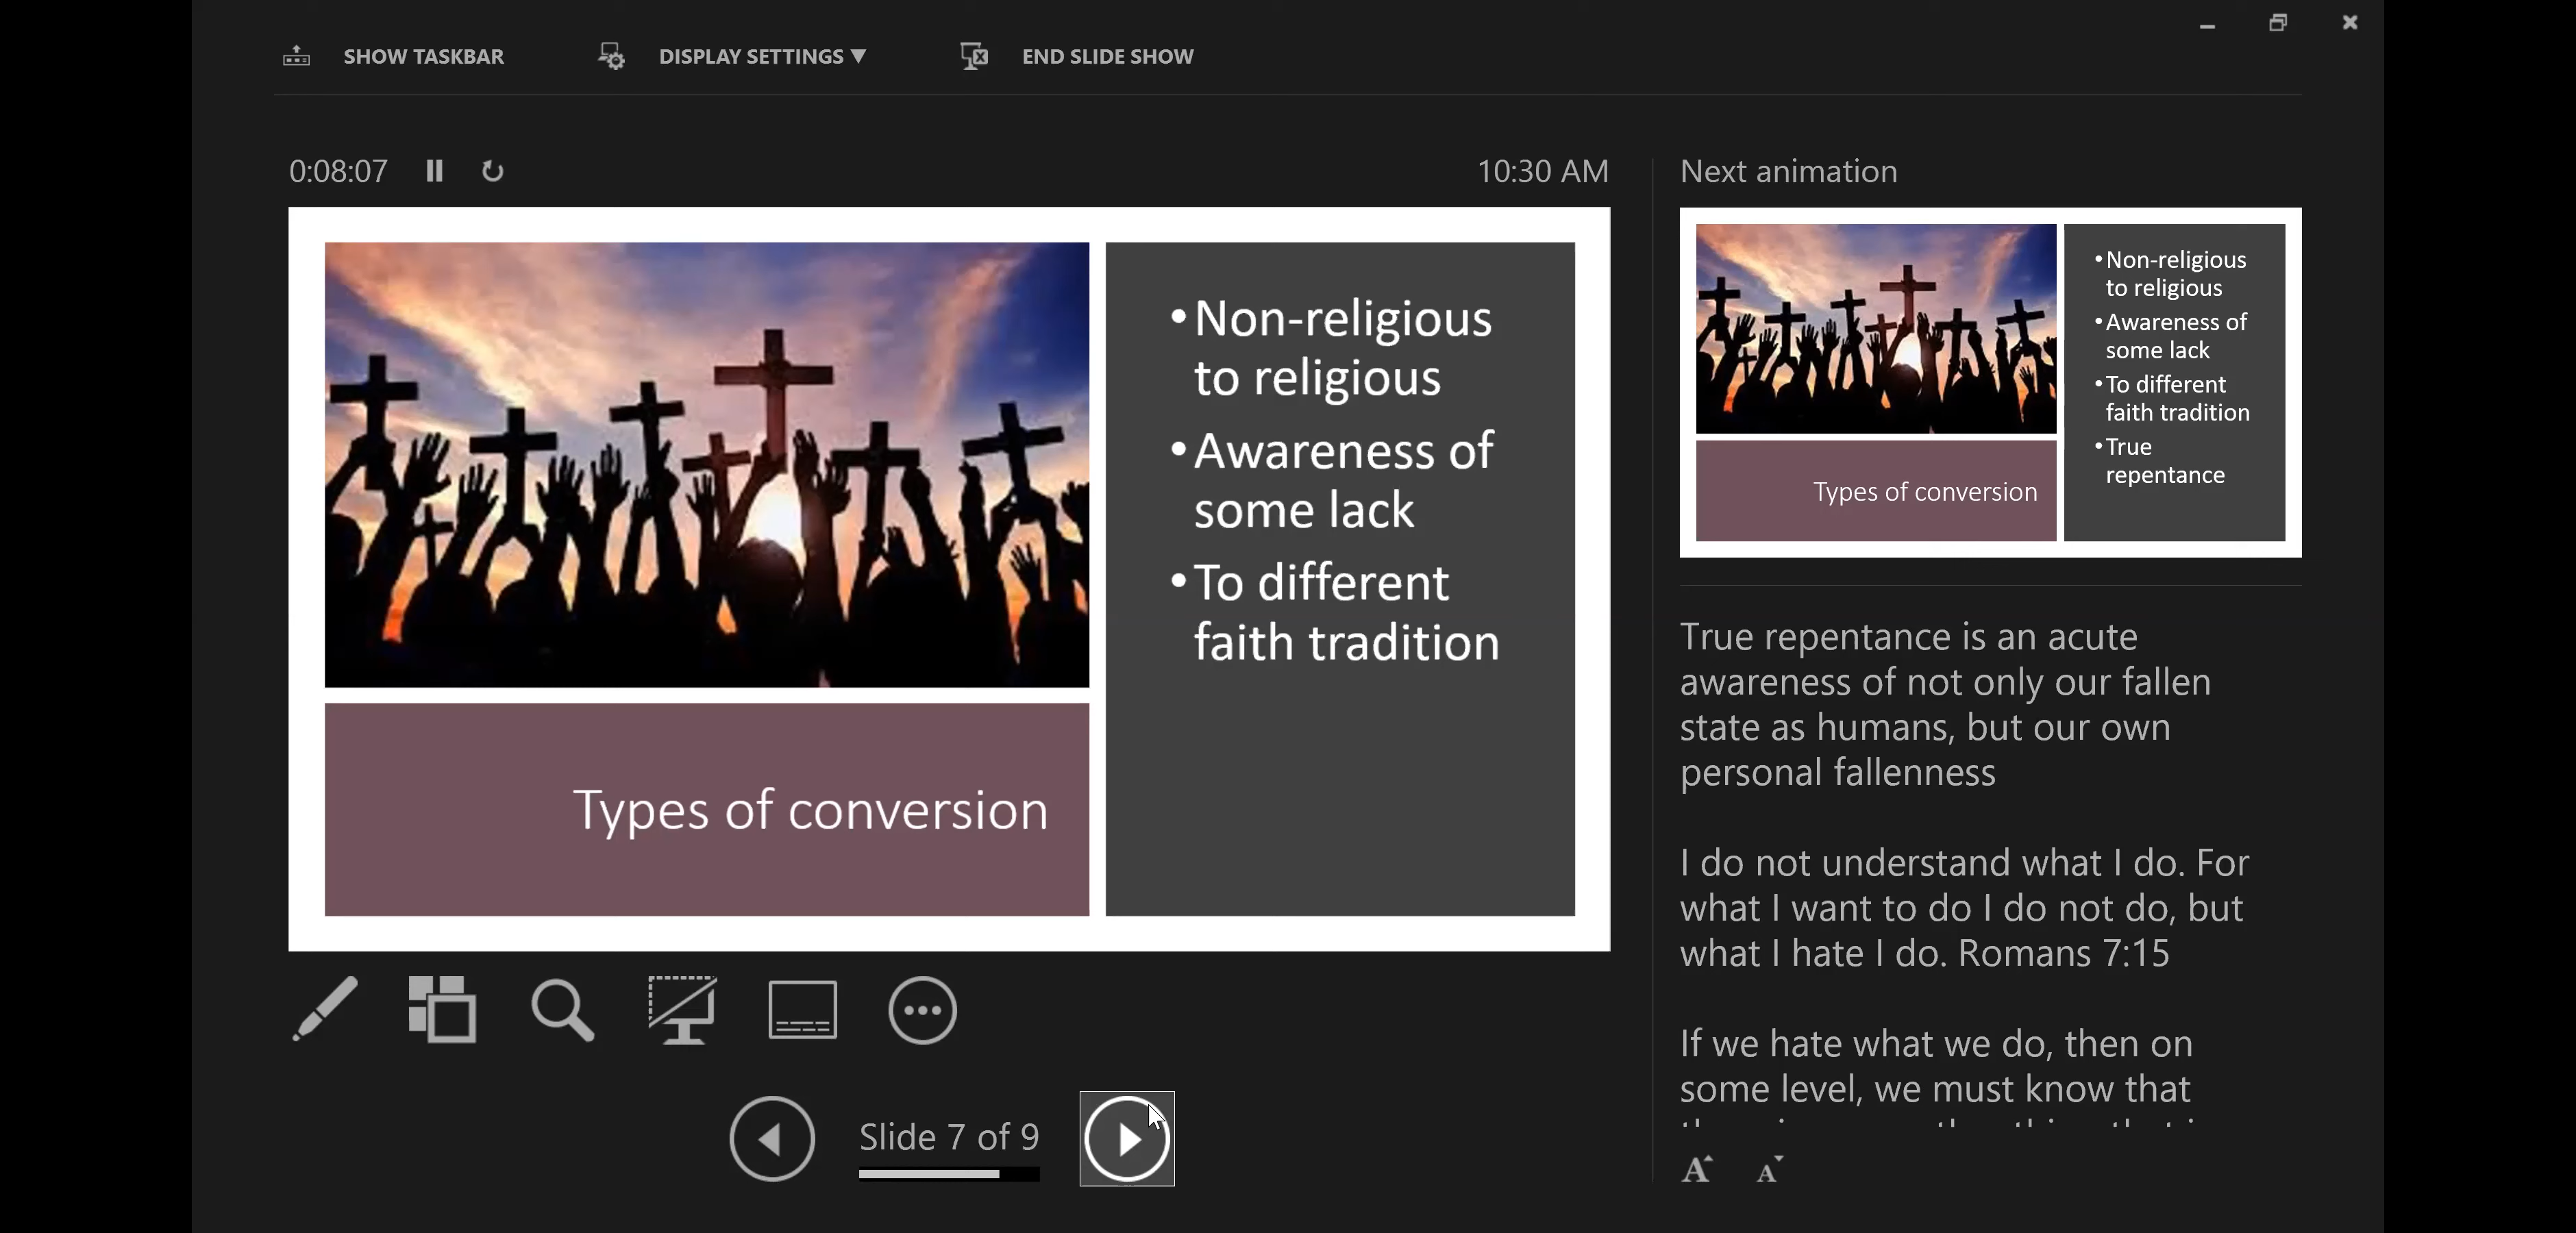 SHOW TASKBAR
DISPLAY SETTINGS ▼
END SLIDE SHOW
0:08:07
10:30 AM
Non-religious
to religious
• Awareness of
some lack
• To different
faith tradition
Types of conversion
Slide 7 of 9
Next animation
• Non-religious
to religious
• Awareness of
some lack
• To different
faith tradition
• True
repentance
Types of conversion
True repentance is an acute
awareness of not only our fallen
state as humans, but our own
personal fallenness
I do not understand what I do. For
what I want to do I do not do, but
what I hate I do. Romans 7:15
If we hate what we do, then on
some level, we must know that
A
A